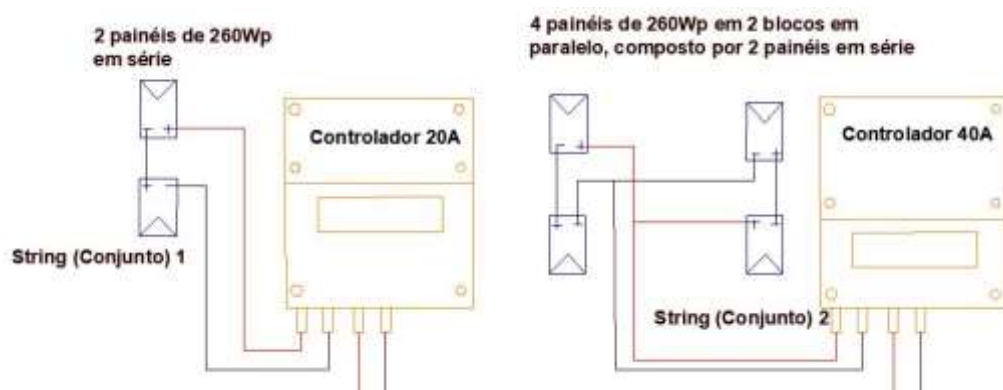 2 painéis de 260Wp
em série
Controlador 20A
String (Conjunto) 1
4 painéis de 260Wp em 2 blocos em
paralelo, composto por 2 painéis em série
Controlador 40A
String (Conjunto) 2